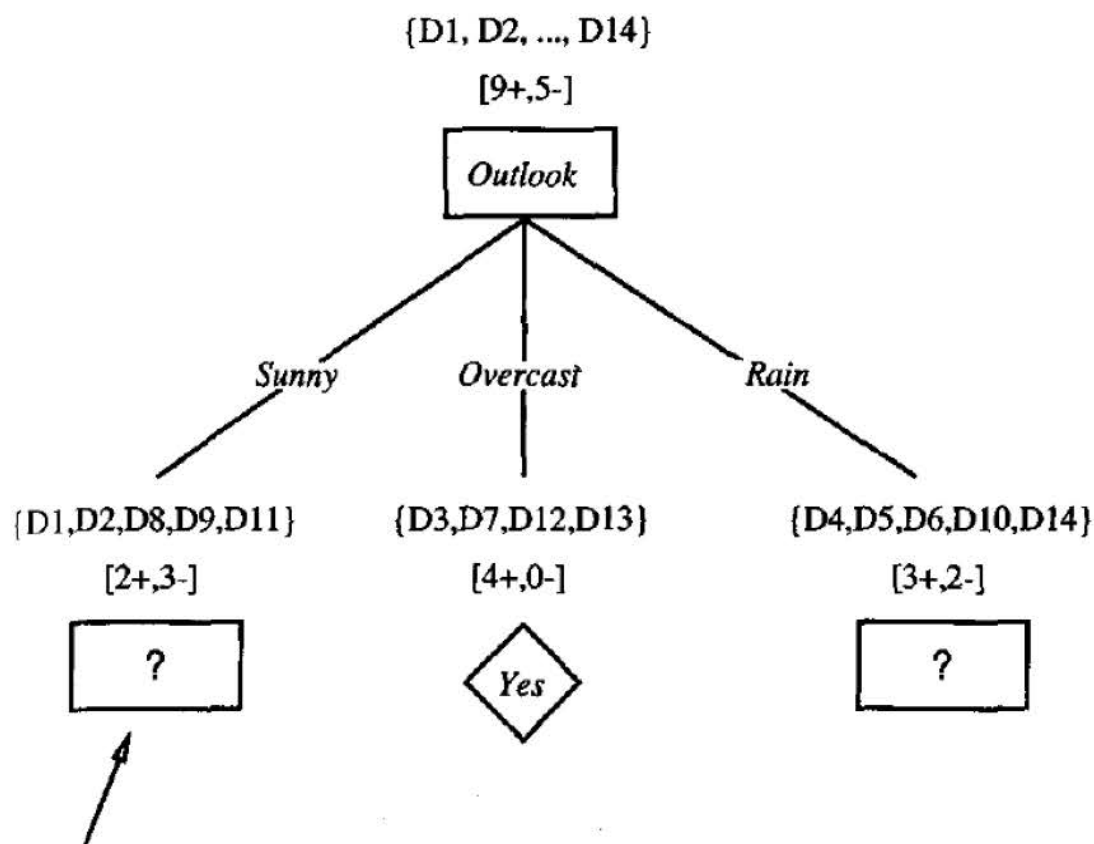 {D1, D2, ..., D14}
[9+,5-]
Outlook
Sunny Overcast Rain
{D1,D2,D8,D9,D11} {D3,D7,D12,D13} {D4,D5,D6,D10,D14}
[2+,3-] [4+,0-] [3+,2-]
? Yes ?